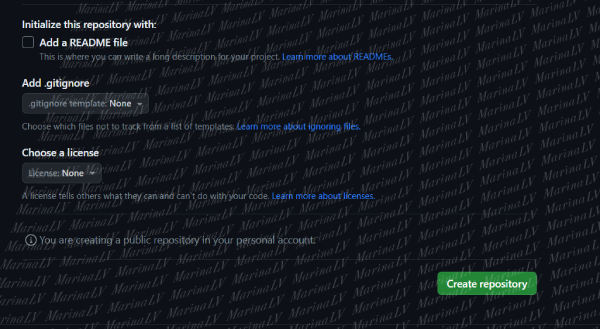 Initialize this repository with:
Add a README file
This is where you can write a long description for your project. Learn more about READMEs.
Add .gitignore
.gitignore template: None
Choose which files not to track from a list of templates. Learn more about ignoring files.
Choose a license
License: None
A license tells others what they can and can't do with your code. Learn more about licenses.
You are creating a public repository in your personal account.
Create repository
MarinaLV